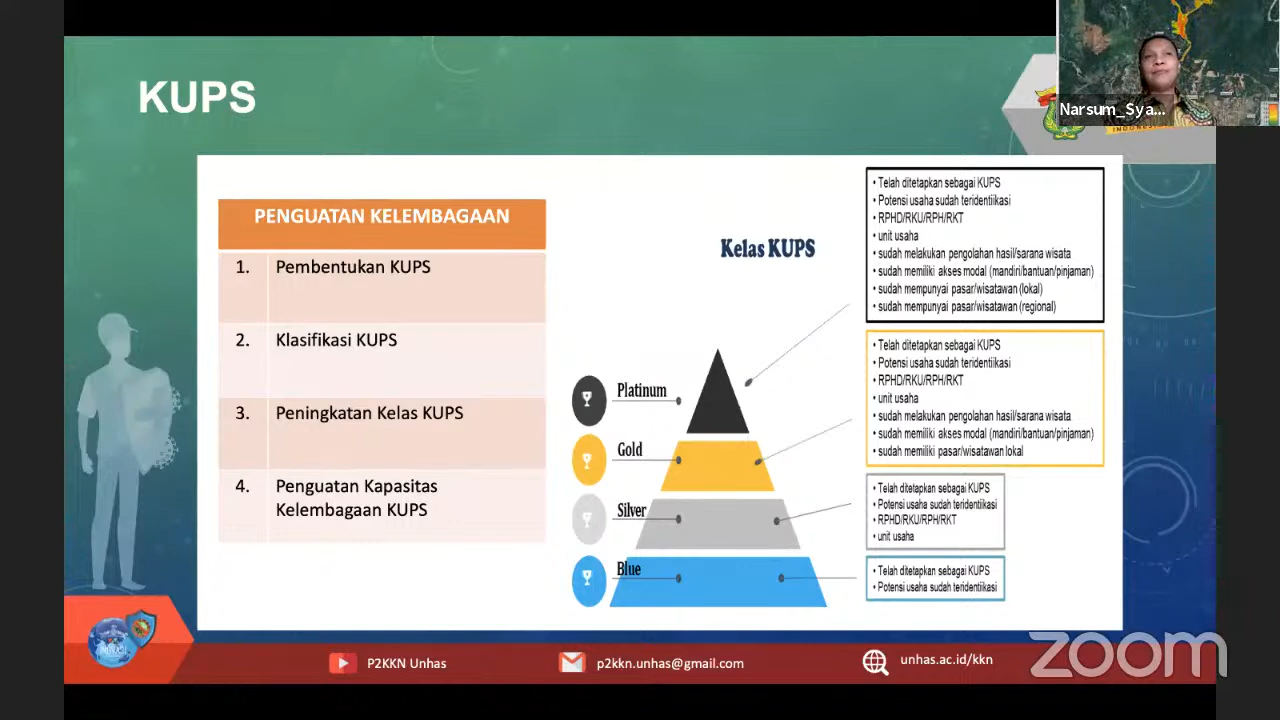 KUPS
Narsum_Sya...
PENGUATAN KELEMBAGAAN
1. Pembentukan KUPS
2. Klasifikasi KUPS
3. Peningkatan Kelas KUPS
4. Penguatan Kapasitas
Kelembagaan KUPS
Kelas KUPS
Platinum
Gold
Silver
Blue
• Telah ditetapkan sebagai KUPS
• Potensi usaha sudah teridentiikasi
• RPHD/RKU/RPH/RKT
• unit usaha
• sudah melakukan pengolahan hasil/sarana wisata
• sudah memiliki akses modal (mandiri/bantuan/pinjaman)
• sudah mempunyai pasar/wisatawan (lokal)
• sudah mempunyai pasar/wisatawan (regional)
• Telah ditetapkan sebagai KUPS
• Potensi usaha sudah teridentiikasi
• RPHD/RKU/RPH/RKT
• unit usaha
• sudah melakukan pengolahan hasil/sarana wisata
• sudah memiliki akses modal (mandiri/bantuan/pinjaman)
• sudah memiliki pasar/wisatawan lokal
• Telah ditetapkan sebagai KUPS
• Potensi usaha sudah teridentiikasi
• RPHD/RKU/RPH/RKT
• unit usaha
• Telah ditetapkan sebagai KUPS
• Potensi usaha sudah teridentiikasi
P2KKN Unhas
p2kkn.unhas@gmail.com
unhas.ac.id/kkn
zoom